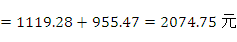 = 1119.28 + 955.47 = 2074.75 元